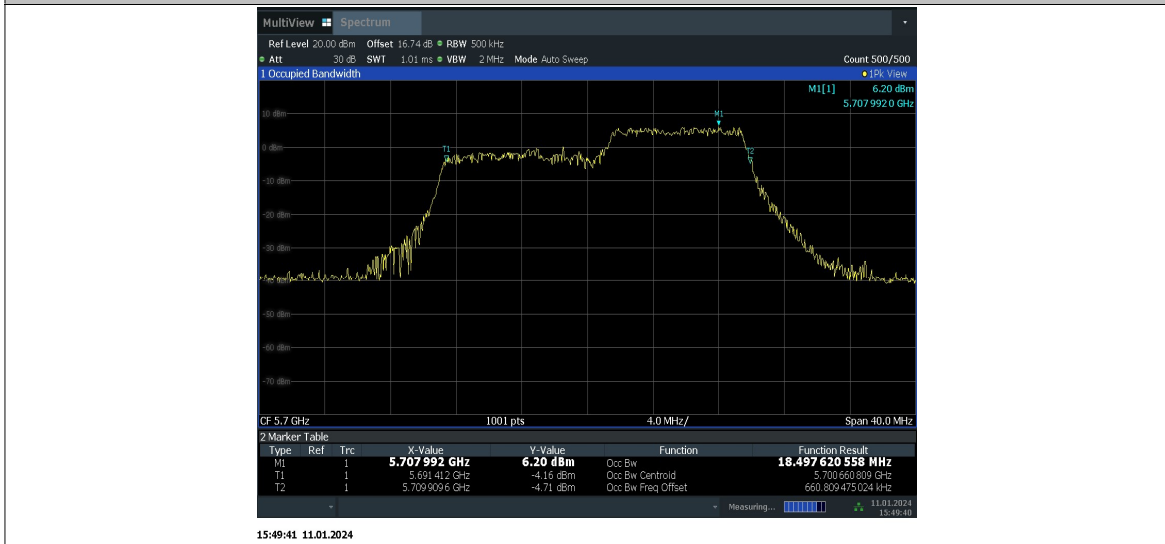 MultiView Spectrum
Ref Level 20.00 dBm Offset 16.74 dB RBW 500 kHz
Att 30 dB SWT 1.01 ms VBW 2 MHz Mode Auto Sweep Count 500/500
1 Occupied Bandwidth 1Pk View
M1[1] 6.20 dBm
5.707 992 0 GHz
10 dBm
M1
0 dBm
T1
T2
-10 dBm
-20 dBm
-30 dBm
-50 dBm
-60 dBm
-70 dBm
CF 5.7 GHz 1001 pts 4.0 MHz/ Span 40.0 MHz
2 Marker Table
Type Ref Trc X-Value Y-Value Function Function Result
M1 1 5.707 992 GHz 6.20 dBm Occ Bw 18.497 620 558 MHz
T1 1 5.691 412 GHz -4.16 dBm Occ Bw Centroid 5.700 660 809 GHz
T2 1 5.709 909 6 GHz -4.71 dBm Occ Bw Freq Offset 660.809 475 024 kHz
Measuring... 11.01.2024
15:49:40
15:49:41 11.01.2024